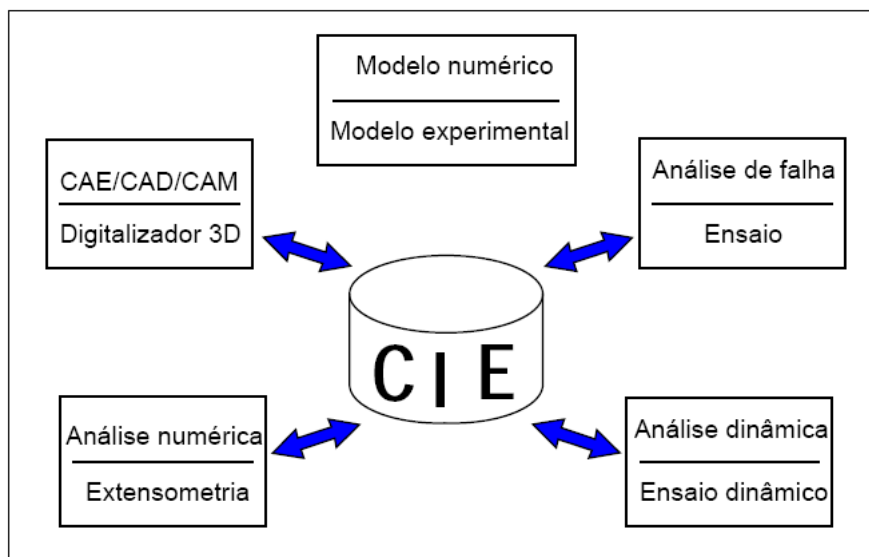 Modelo numérico
Modelo experimental
CAE/CAD/CAM
Digitalizador 3D
Análise de falha
Ensaio
C I E
Análise numérica
Extensometria
Análise dinâmica
Ensaio dinâmico